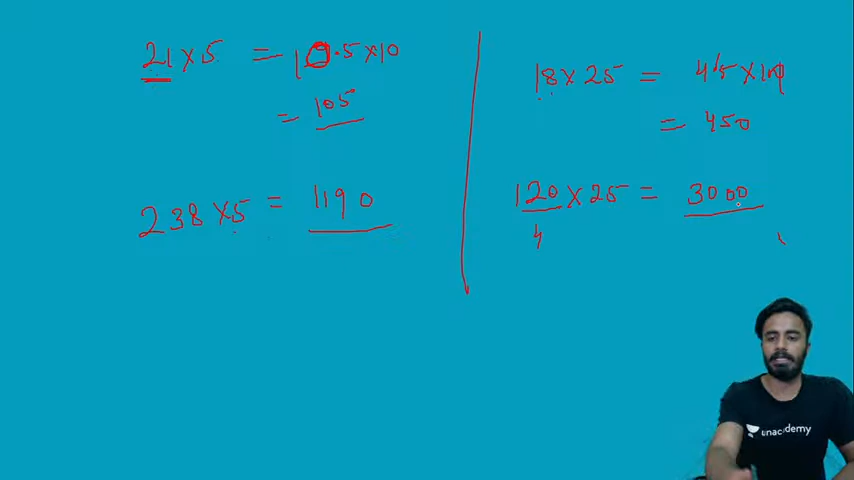 21 x 5 = 10.5 x 10
= 105
238 x 5 = 1190
18 x 25 = 4.5 x 100
= 450
120 x 25 = 3000
4
unacademy